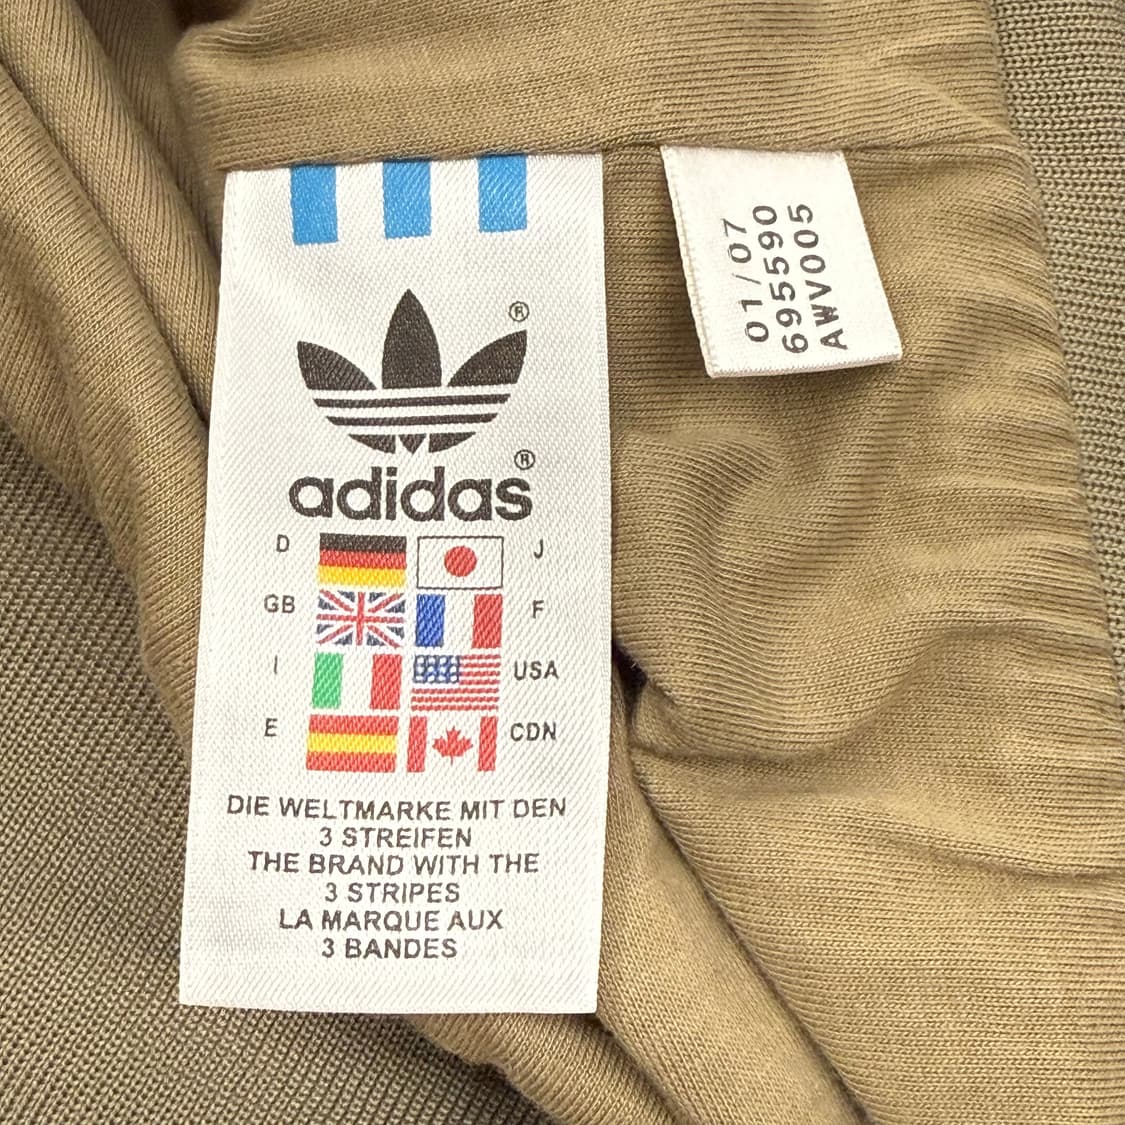 ®
adidas®
D J
GB F
I USA
E CDN
DIE WELTMARKE MIT DEN
3 STREIFEN
THE BRAND WITH THE
3 STRIPES
LA MARQUE AUX
3 BANDES
01/07
695590
AWV005